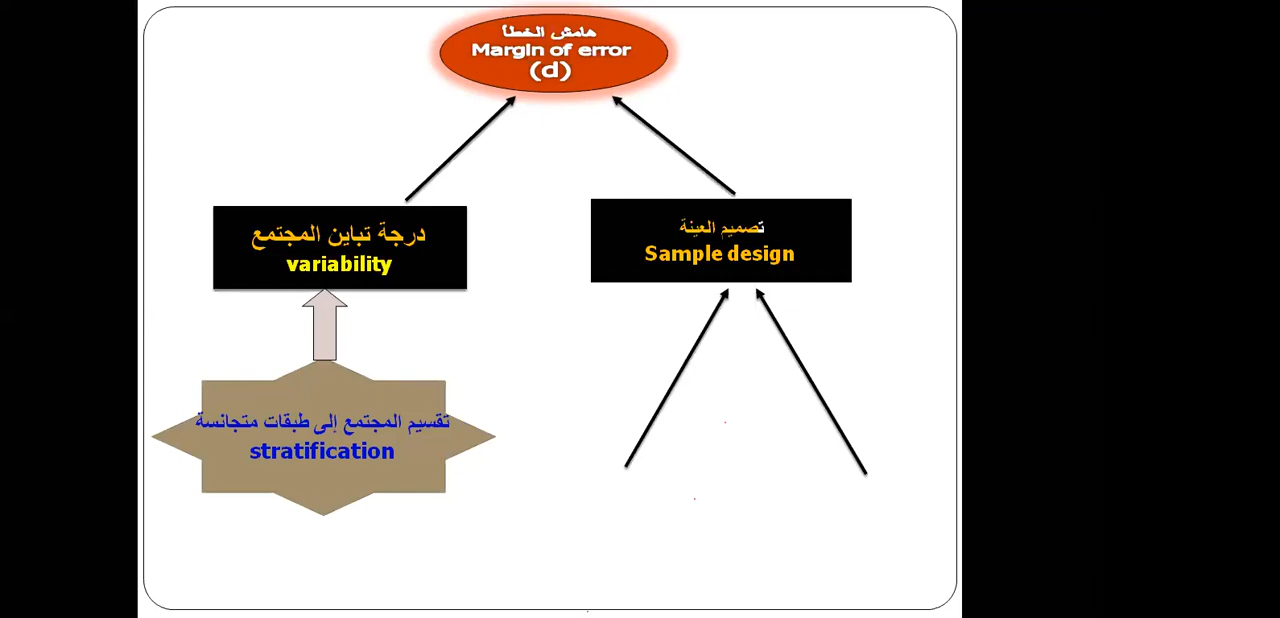 هامش الخطأ
Margin of error
(d)
درجة تباين المجتمع
variability
تصميم العينة
Sample design
تقسيم المجتمع إلى طبقات متجانسة
stratification